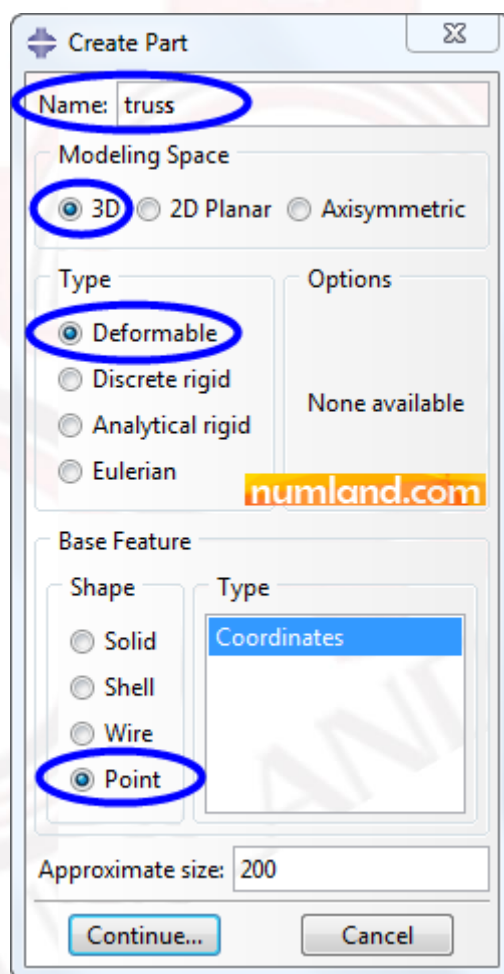 Create Part
Name: truss
Modeling Space
3D 2D Planar Axisymmetric
Type
Deformable
Discrete rigid
Analytical rigid
Eulerian
Options
None available
numland.com
Base Feature
Shape
Solid
Shell
Wire
Point
Type
Coordinates
Approximate size: 200
Continue... Cancel